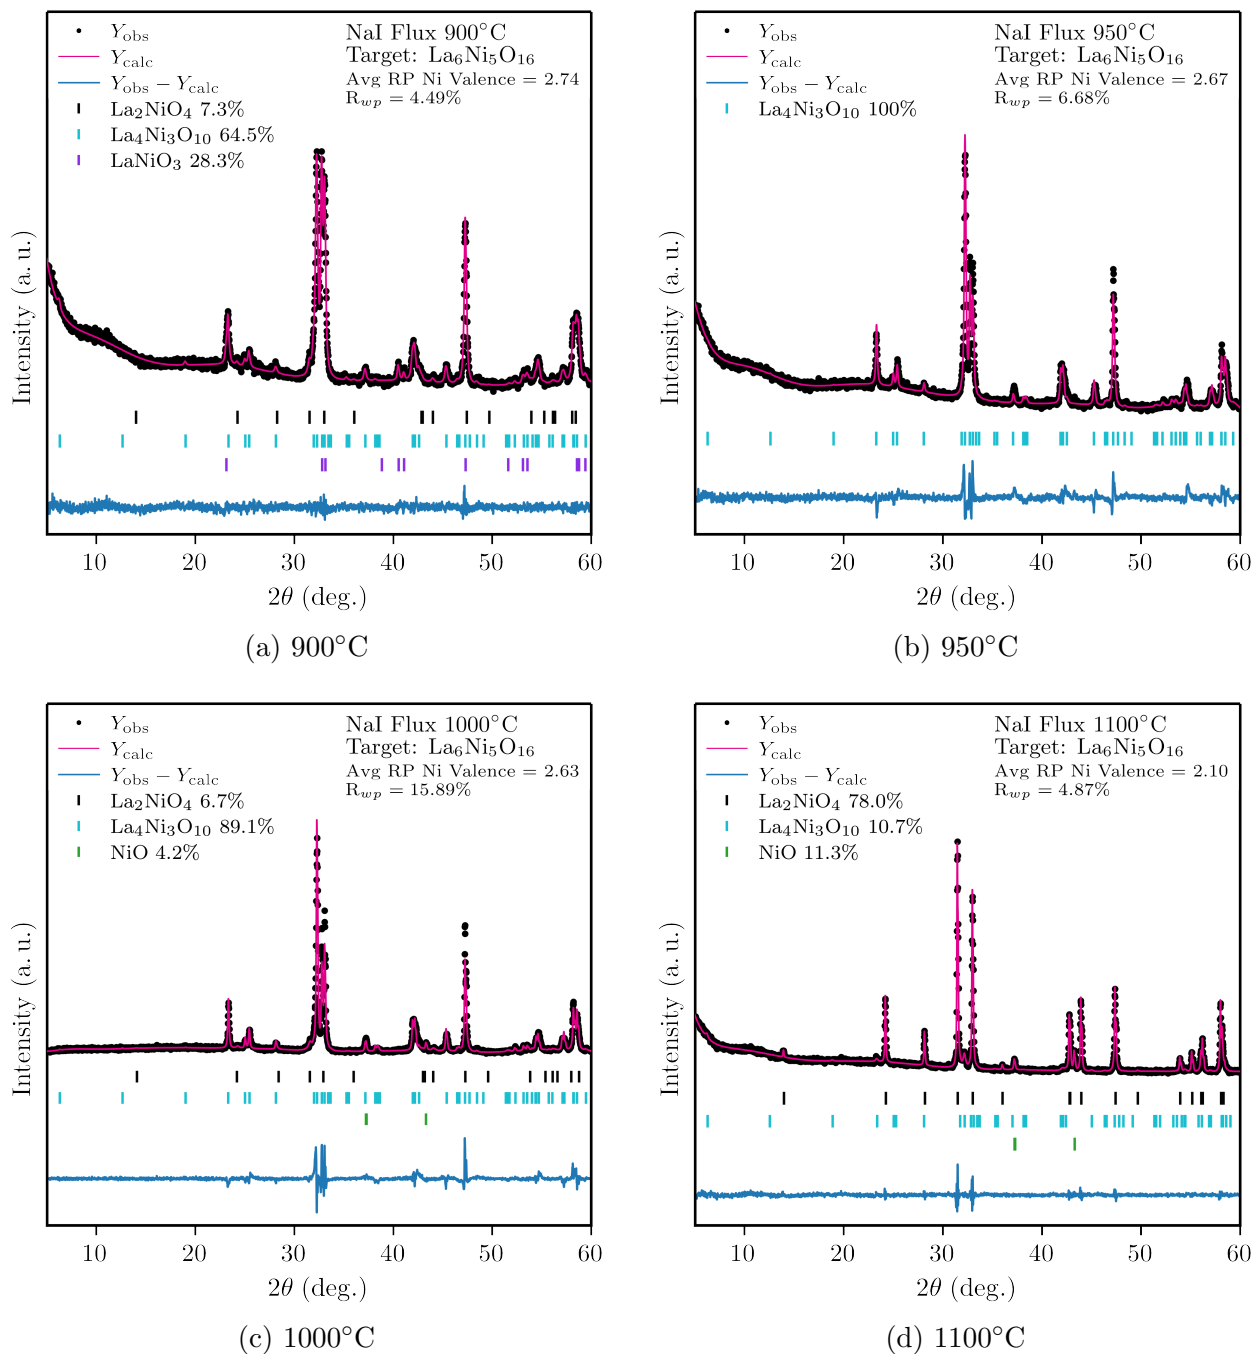 Y_obs
Y_calc
Y_obs − Y_calc
La₂NiO₄ 7.3%
La₄Ni₃O₁₀ 64.5%
LaNiO₃ 28.3%
NaI Flux 900°C
Target: La₆Ni₅O₁₆
Avg RP Ni Valence = 2.74
R_wp = 4.49%
Intensity (a. u.)
10 20 30 40 50 60
2θ (deg.)
(a) 900°C
Y_obs
Y_calc
Y_obs − Y_calc
La₄Ni₃O₁₀ 100%
NaI Flux 950°C
Target: La₆Ni₅O₁₆
Avg RP Ni Valence = 2.67
R_wp = 6.68%
Intensity (a. u.)
10 20 30 40 50 60
2θ (deg.)
(b) 950°C
Y_obs
Y_calc
Y_obs − Y_calc
La₂NiO₄ 6.7%
La₄Ni₃O₁₀ 89.1%
NiO 4.2%
NaI Flux 1000°C
Target: La₆Ni₅O₁₆
Avg RP Ni Valence = 2.63
R_wp = 15.89%
Intensity (a. u.)
10 20 30 40 50 60
2θ (deg.)
(c) 1000°C
Y_obs
Y_calc
Y_obs − Y_calc
La₂NiO₄ 78.0%
La₄Ni₃O₁₀ 10.7%
NiO 11.3%
NaI Flux 1100°C
Target: La₆Ni₅O₁₆
Avg RP Ni Valence = 2.10
R_wp = 4.87%
Intensity (a. u.)
10 20 30 40 50 60
2θ (deg.)
(d) 1100°C